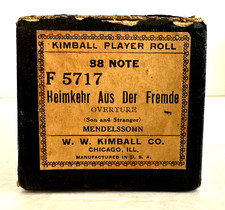 KIMBALL PLAYER ROLL
88 NOTE
F 5717
Heimkehr Aus Der Fremde
OVERTURE
(Son and Stranger)
MENDELSSOHN
W. W. KIMBALL CO.
CHICAGO, ILL.
MANUFACTURED IN U. S. A.